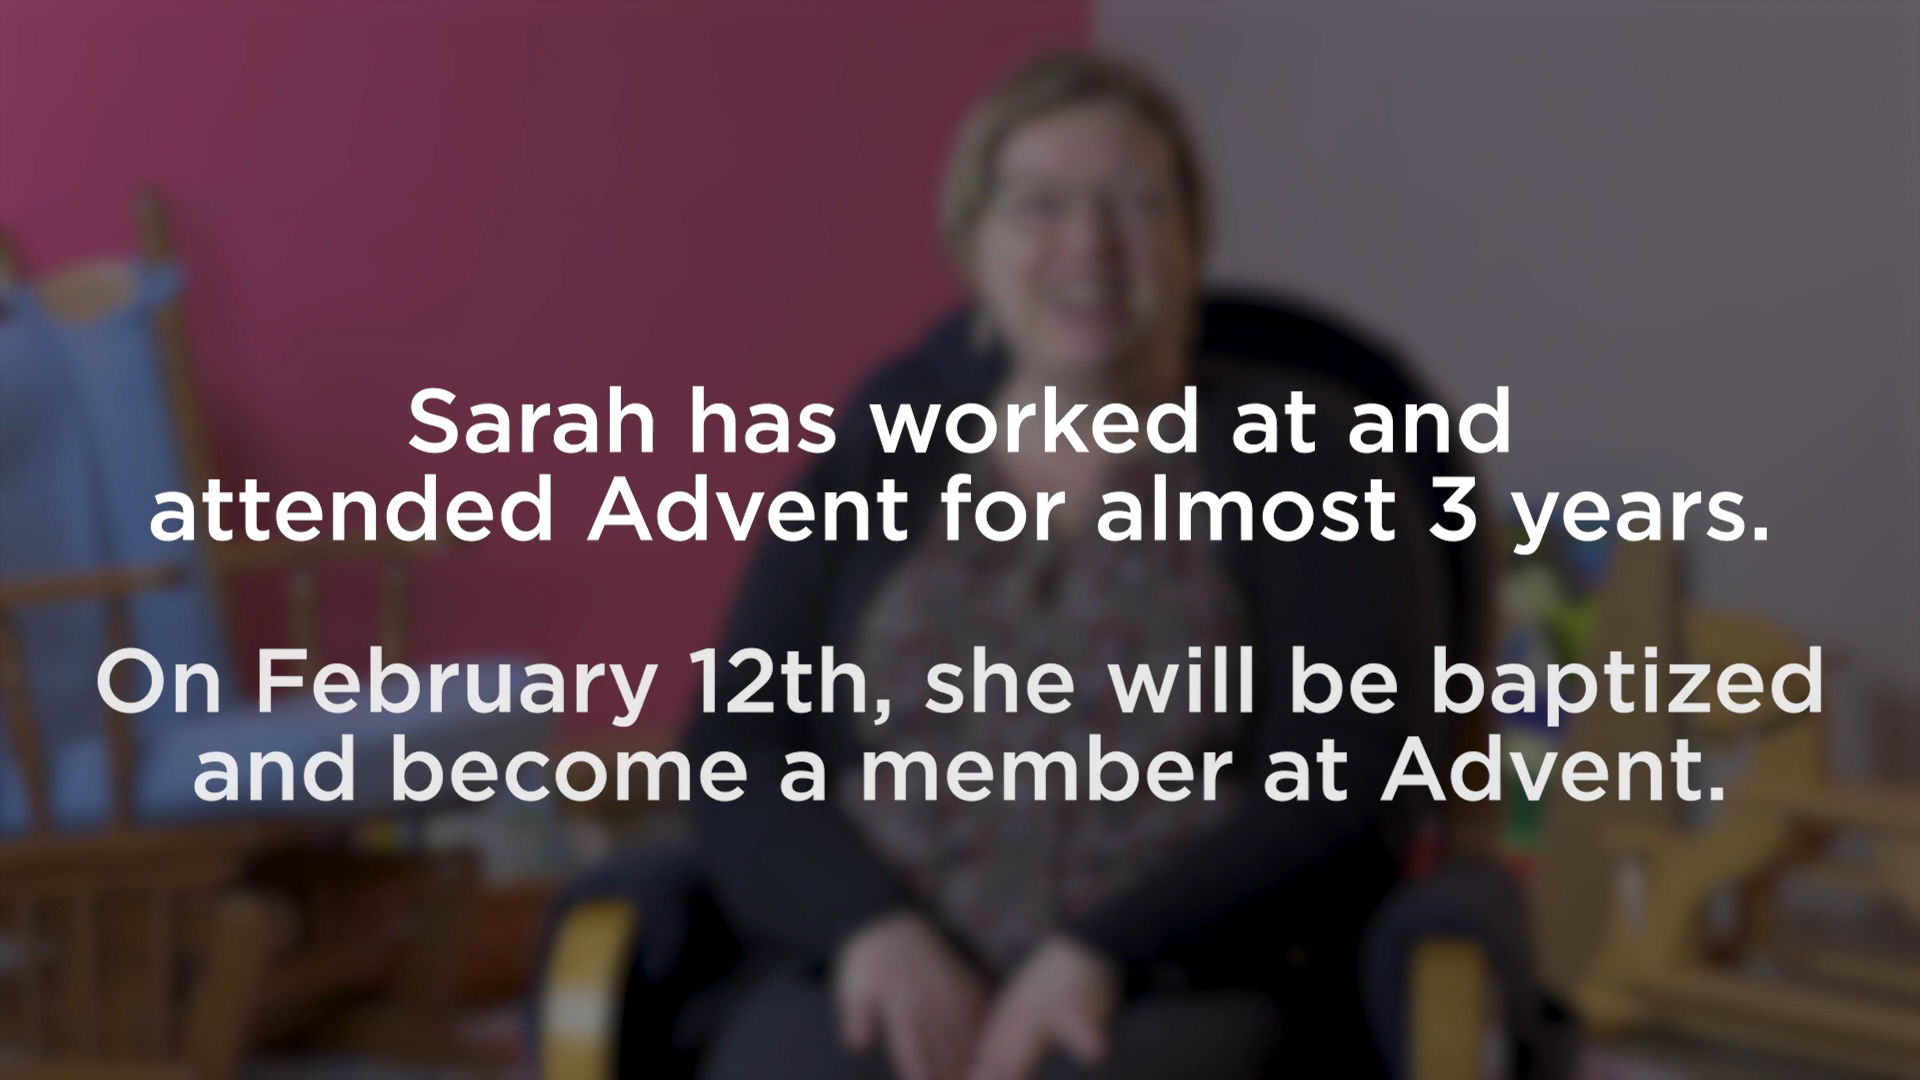 Sarah has worked at and
attended Advent for almost 3 years.
On February 12th, she will be baptized
and become a member at Advent.